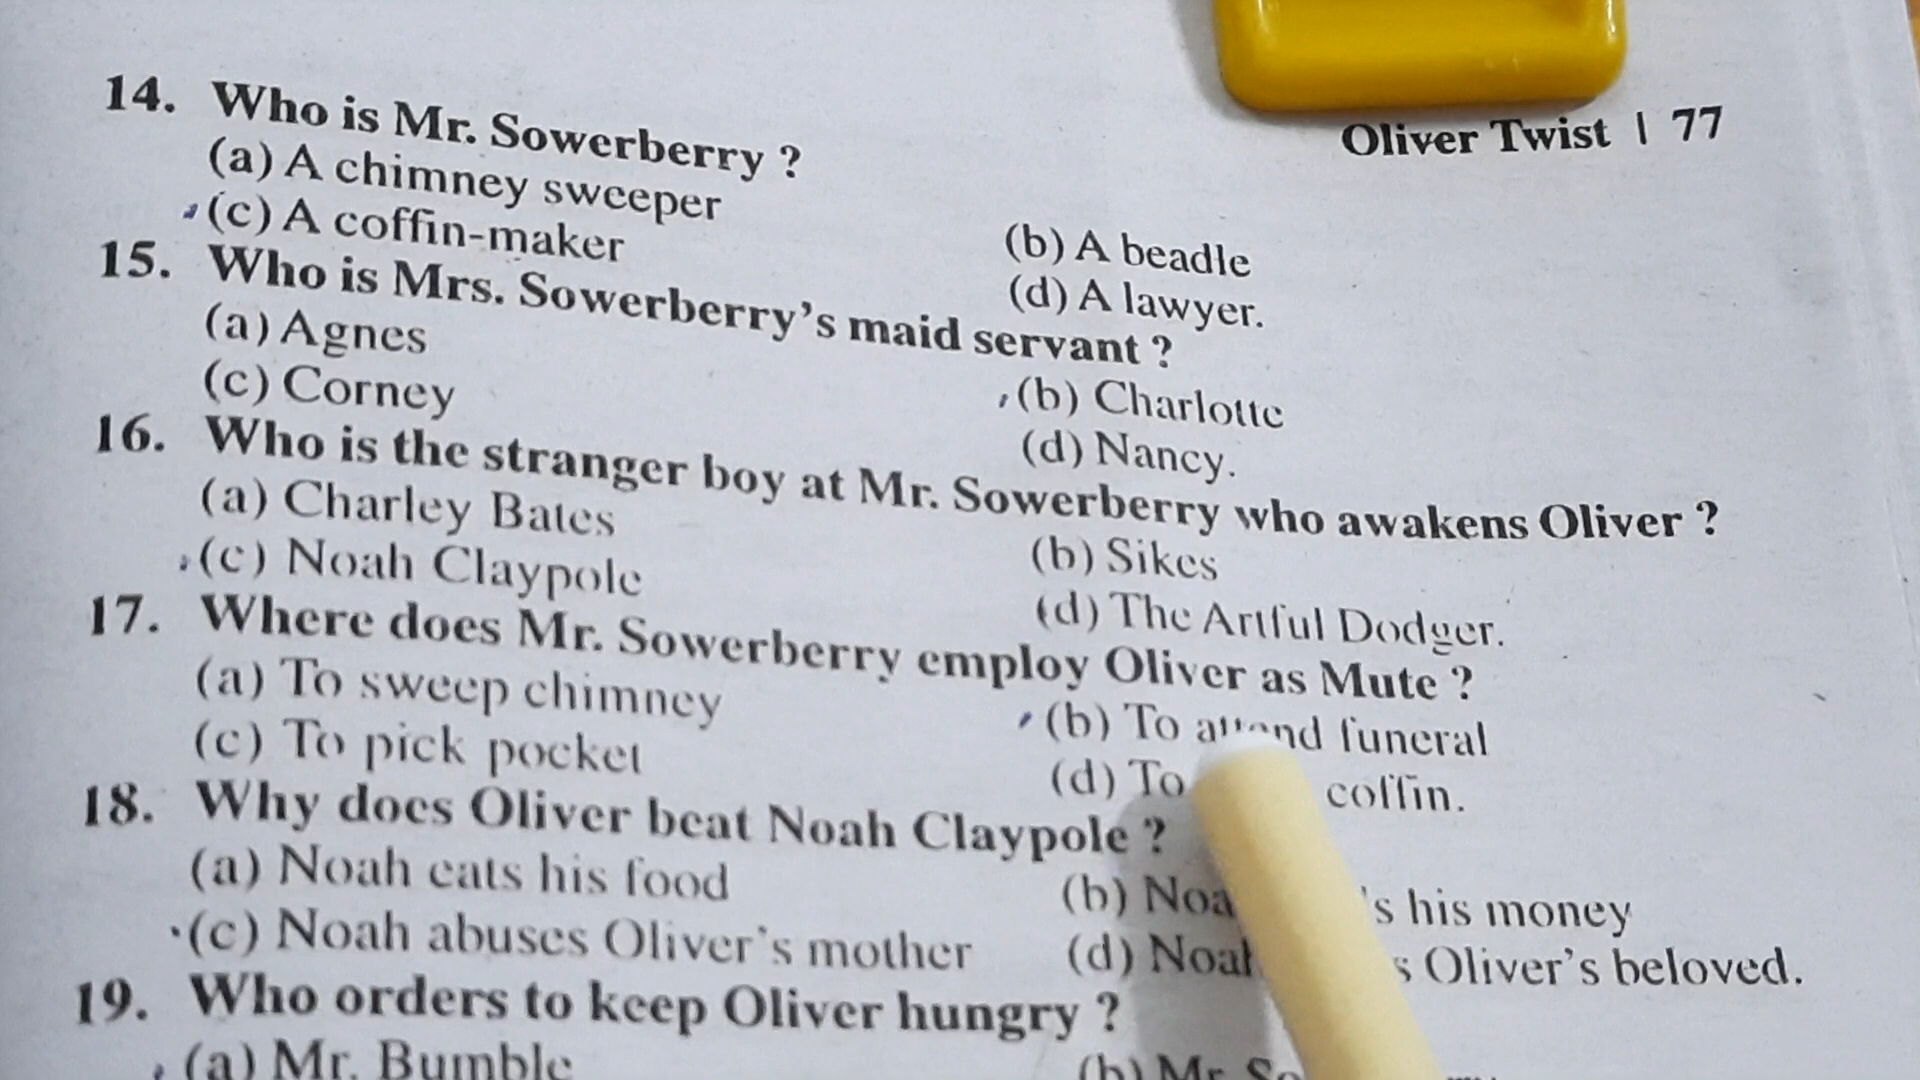 Oliver Twist | 77
14. Who is Mr. Sowerberry ?
(a) A chimney sweeper
(b) A beadle
(c) A coffin-maker
(d) A lawyer.
15. Who is Mrs. Sowerberry's maid servant ?
(a) Agnes
(b) Charlotte
(c) Corney
(d) Nancy.
16. Who is the stranger boy at Mr. Sowerberry who awakens Oliver ?
(a) Charley Bates
(b) Sikes
(c) Noah Claypole
(d) The Artful Dodger.
17. Where does Mr. Sowerberry employ Oliver as Mute ?
(a) To sweep chimney
(b) To attend funeral
(c) To pick pocket
(d) To coffin.
18. Why does Oliver beat Noah Claypole ?
(a) Noah eats his food
(b) his money
(c) Noah abuses Oliver's mother
(d) Oliver's beloved.
19. Who orders to keep Oliver hungry ?
(a) Mr. Bumble
(b) Mr